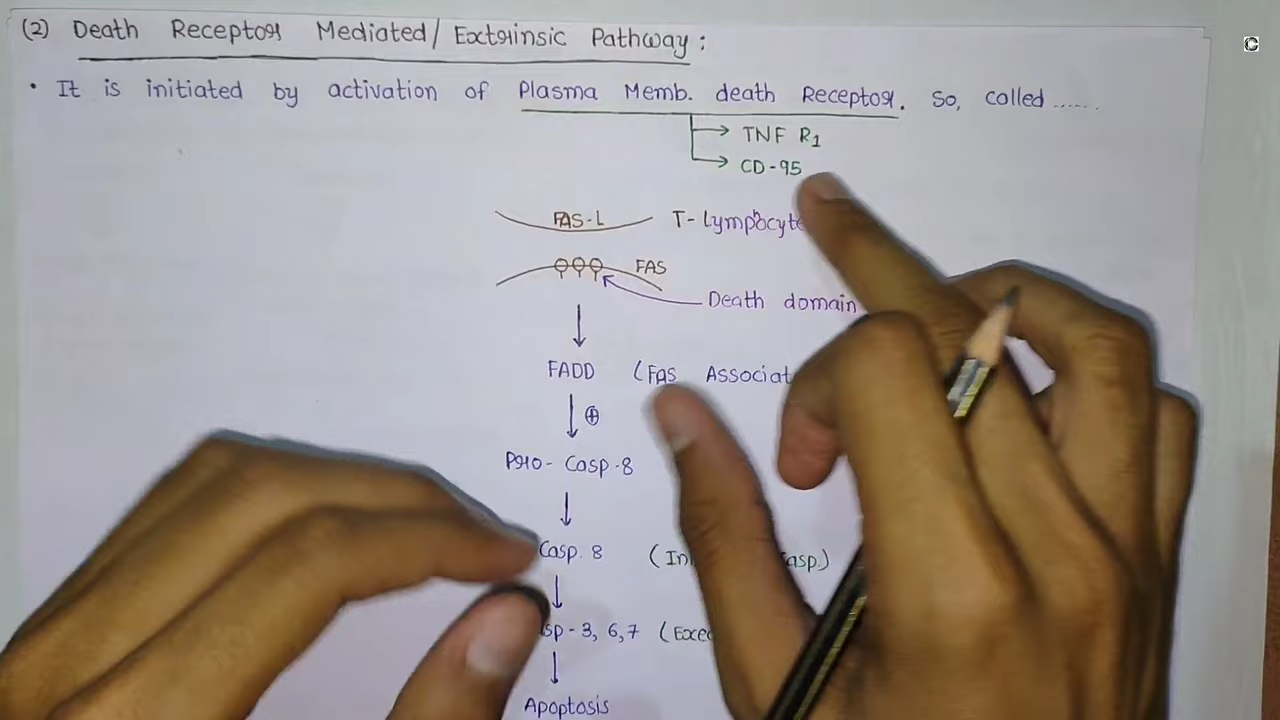 (2) Death Receptor Mediated/ Extrinsic Pathway :
• It is initiated by activation of Plasma Memb. death Receptor. So, called ......
→ TNF R1
→ CD-95
FAS-L T-Lymphocyte
FAS
Death domain
↓
FADD (Fas Associat
↓ ⊕
Pro-Casp-8
↓
Casp. 8 (In asp.)
↓
sp-3, 6,7 (Exec
↓
Apoptosis